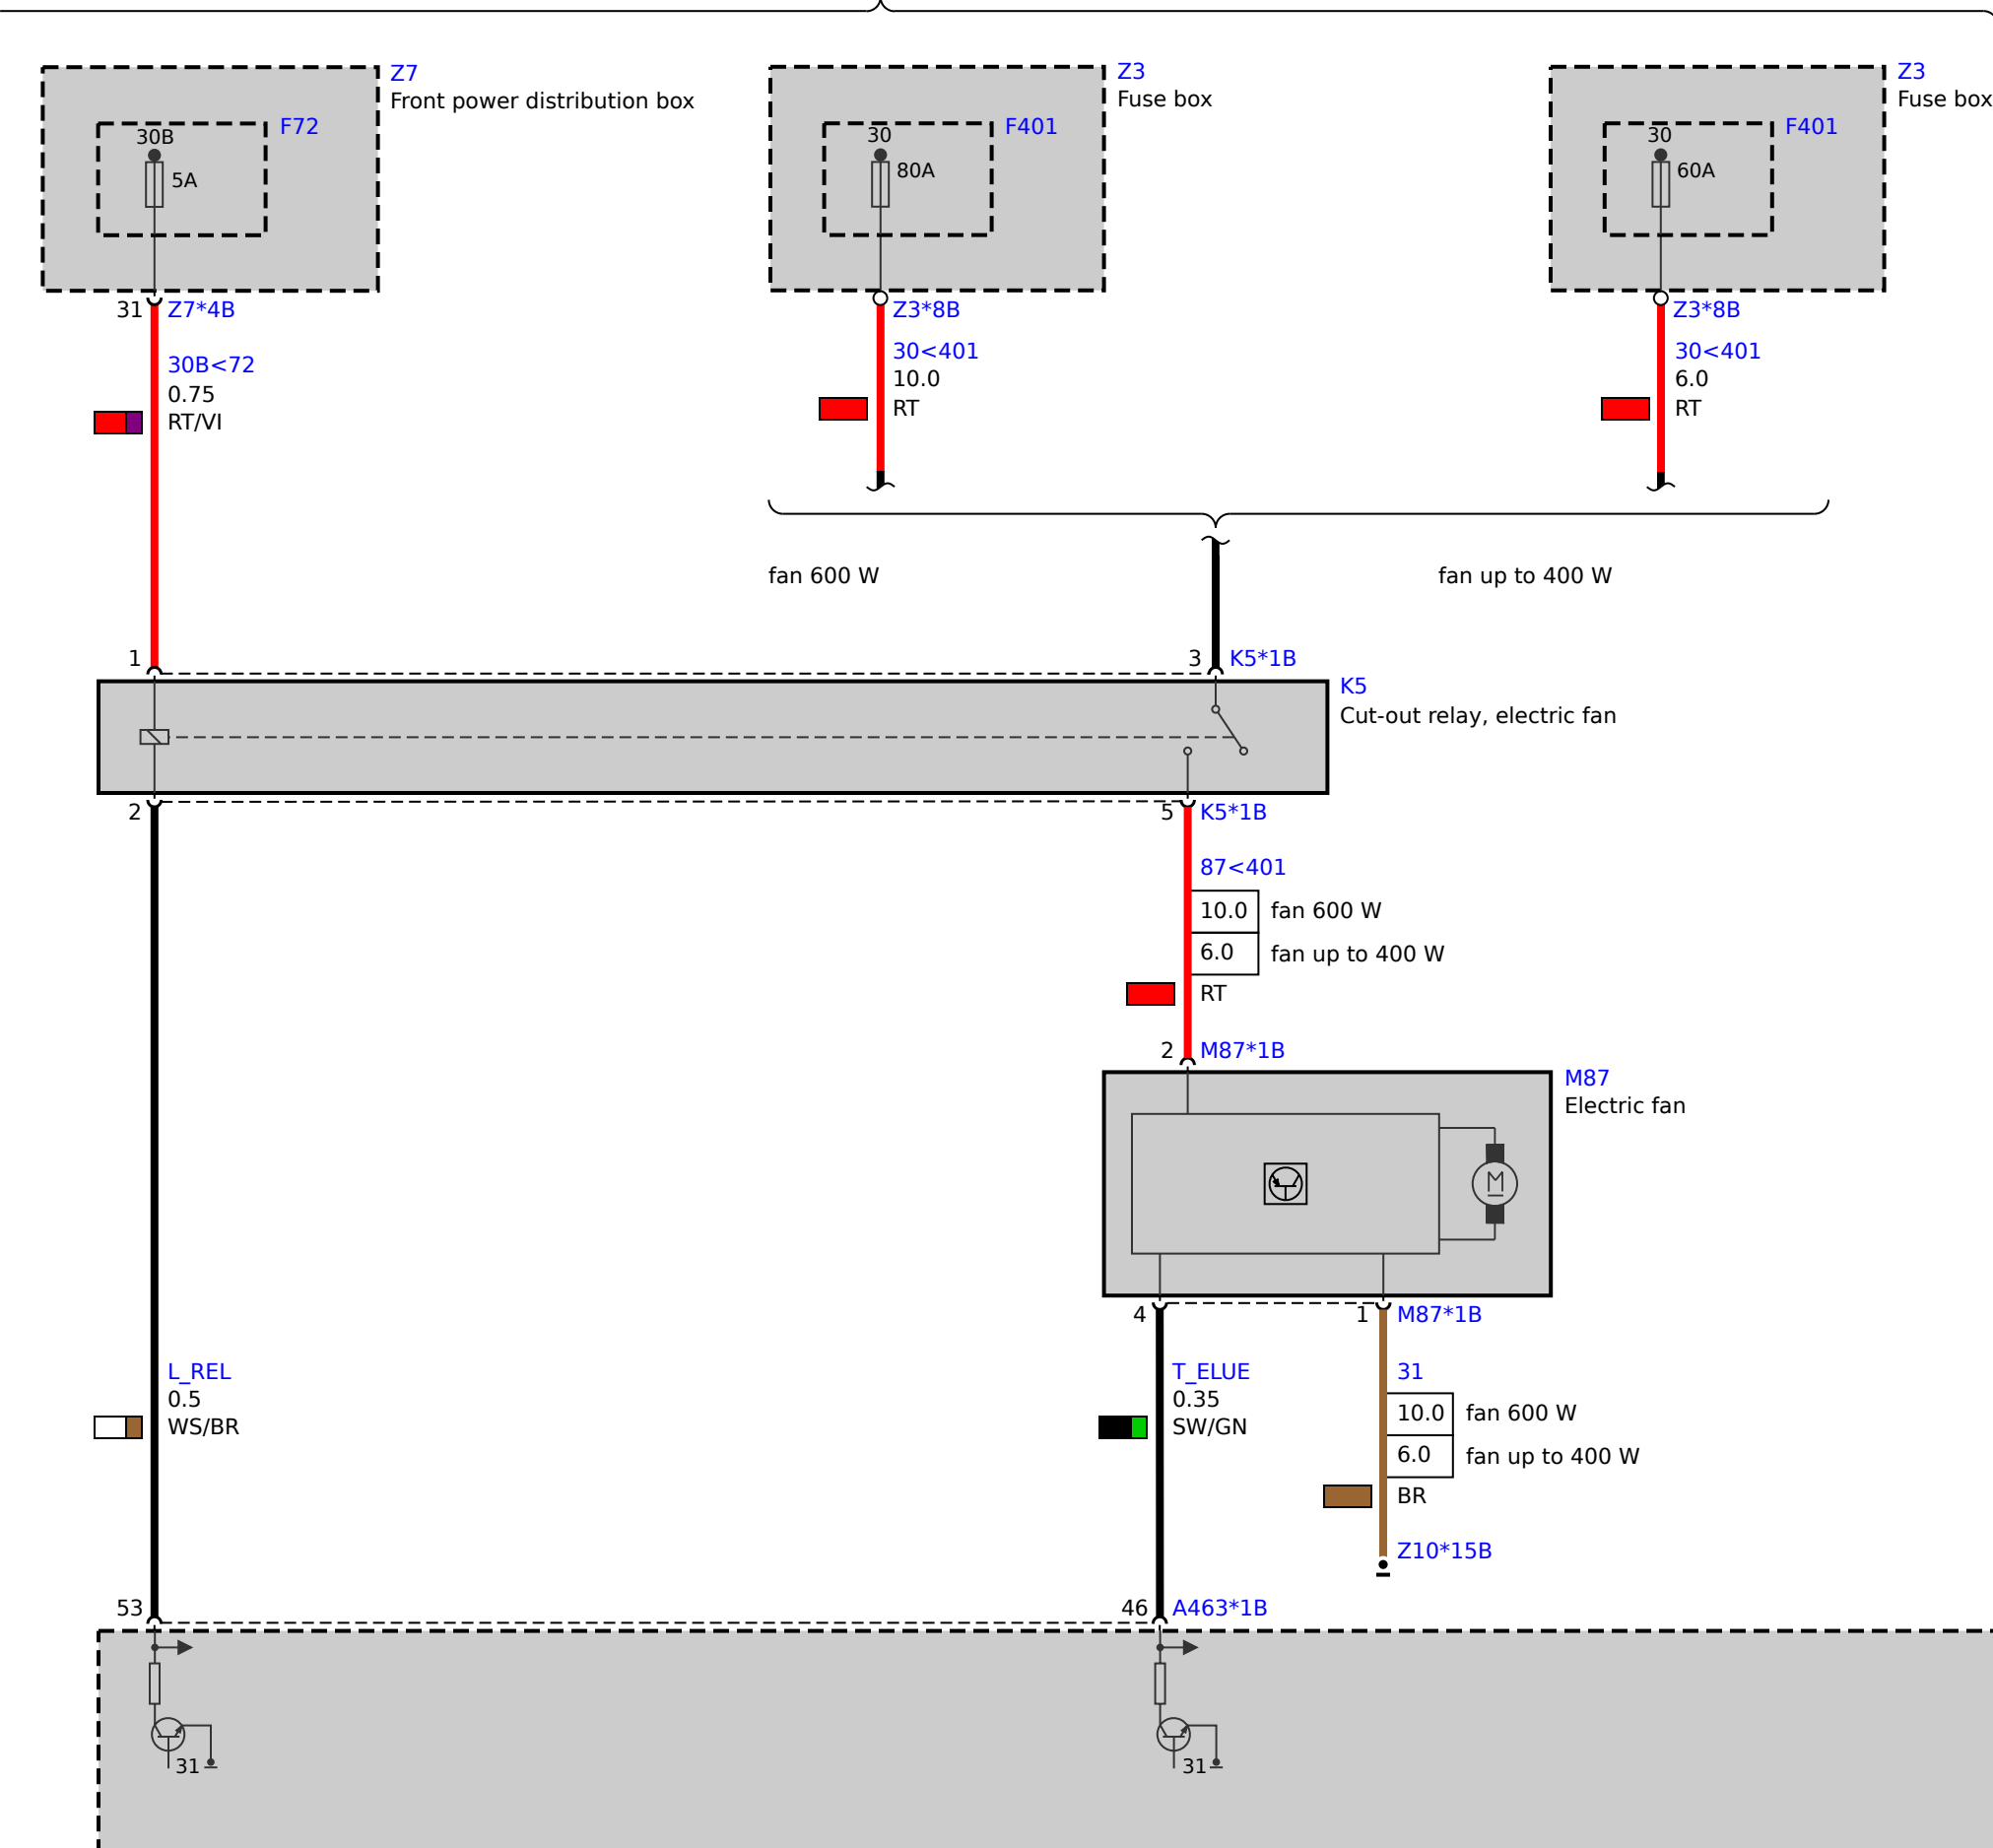 Z7
Front power distribution box
F72
30B
5A
Z3
Fuse box
F401
30
80A
Z3
Fuse box
F401
30
60A
31 Z7*4B
30B<72
0.75
RT/VI
Z3*8B
30<401
10.0
RT
Z3*8B
30<401
6.0
RT
fan 600 W
fan up to 400 W
1
3 K5*1B
K5
Cut-out relay, electric fan
2
5 K5*1B
87<401
10.0 fan 600 W
6.0 fan up to 400 W
RT
2 M87*1B
M87
Electric fan
M
4
1 M87*1B
L_REL
0.5
WS/BR
T_ELUE
0.35
SW/GN
31
10.0 fan 600 W
6.0 fan up to 400 W
BR
Z10*15B
53
46 A463*1B
31
31